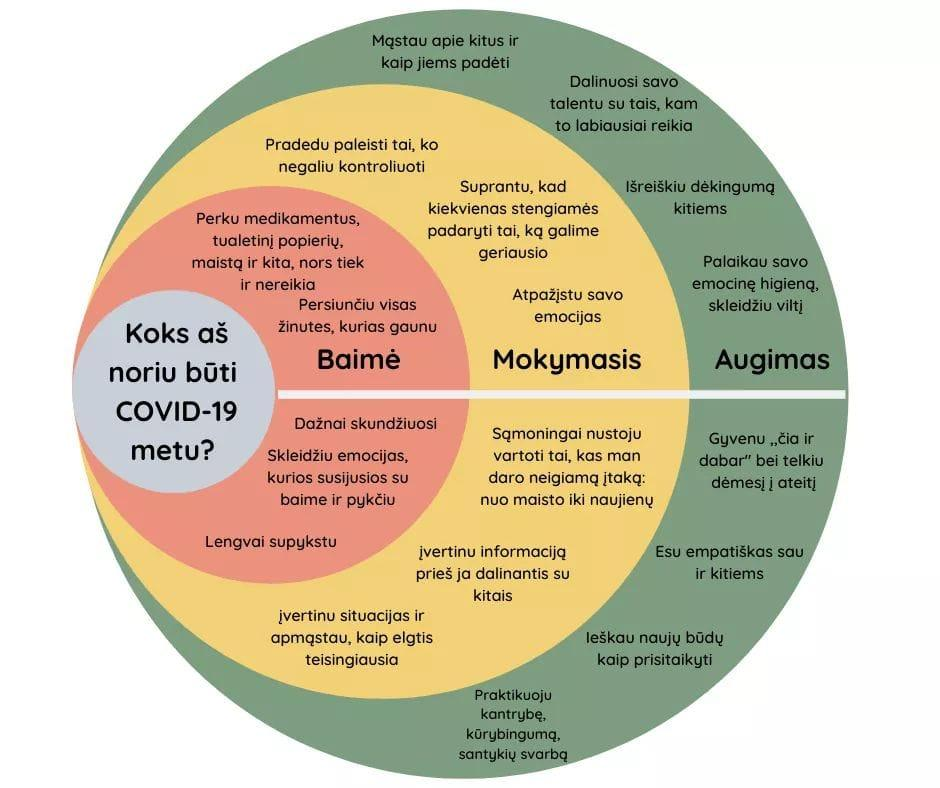 Mąstau apie kitus ir
kaip jiems padėti
Dalinuosi savo
talentu su tais, kam
to labiausiai reikia
Pradedu paleisti tai, ko
negaliu kontroliuoti
Suprantu, kad
kiekvienas stengiamės
padaryti tai, ką galime
geriausio
Išreiškiu dėkingumą
kitiems
Perku medikamentus,
tualetinį popierių,
maistą ir kita, nors tiek
ir nereikia
Palaikau savo
emocinę higieną,
skleidžiu viltį
Persiunčiu visas
žinutes, kurias gaunu
Atpažįstu savo
emocijas
Koks aš
noriu būti
COVID-19
metu?
Baimė
Mokymasis
Augimas
Dažnai skundžiuosi
Skleidžiu emocijas,
kurios susijusios su
baime ir pykčiu
Lengvai supykstu
Sąmoningai nustoju
vartoti tai, kas man
daro neigiamą įtaką:
nuo maisto iki naujienų
Gyvenu ,,čia ir
dabar" bei telkiu
dėmesį į ateitį
įvertinu informaciją
prieš ja dalinantis su
kitais
Esu empatiškas sau
ir kitiems
įvertinu situacijas ir
apmąstau, kaip elgtis
teisingiausia
Ieškau naujų būdų
kaip prisitaikyti
Praktikuoju
kantrybę,
kūrybingumą,
santykių svarbą